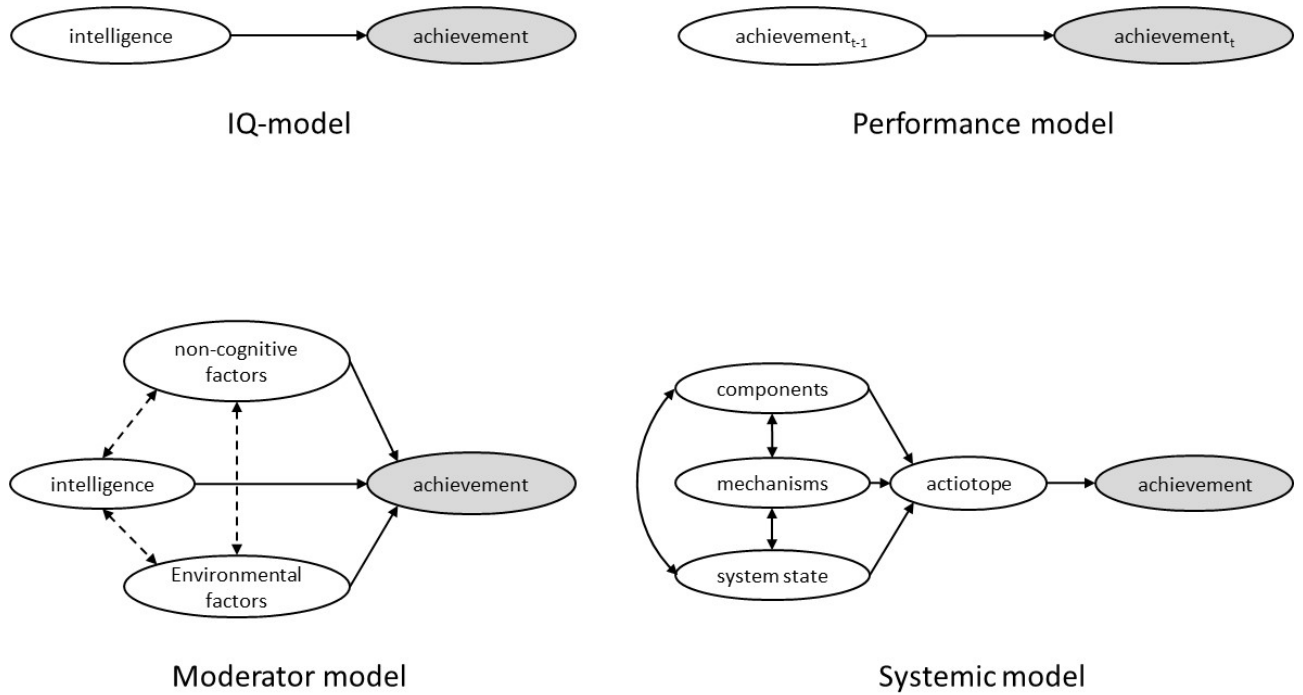 intelligence
achievement
IQ-model
achievement t-1
achievement t
Performance model
non-cognitive
factors
intelligence
achievement
Environmental
factors
Moderator model
components
mechanisms
actiotope
achievement
system state
Systemic model